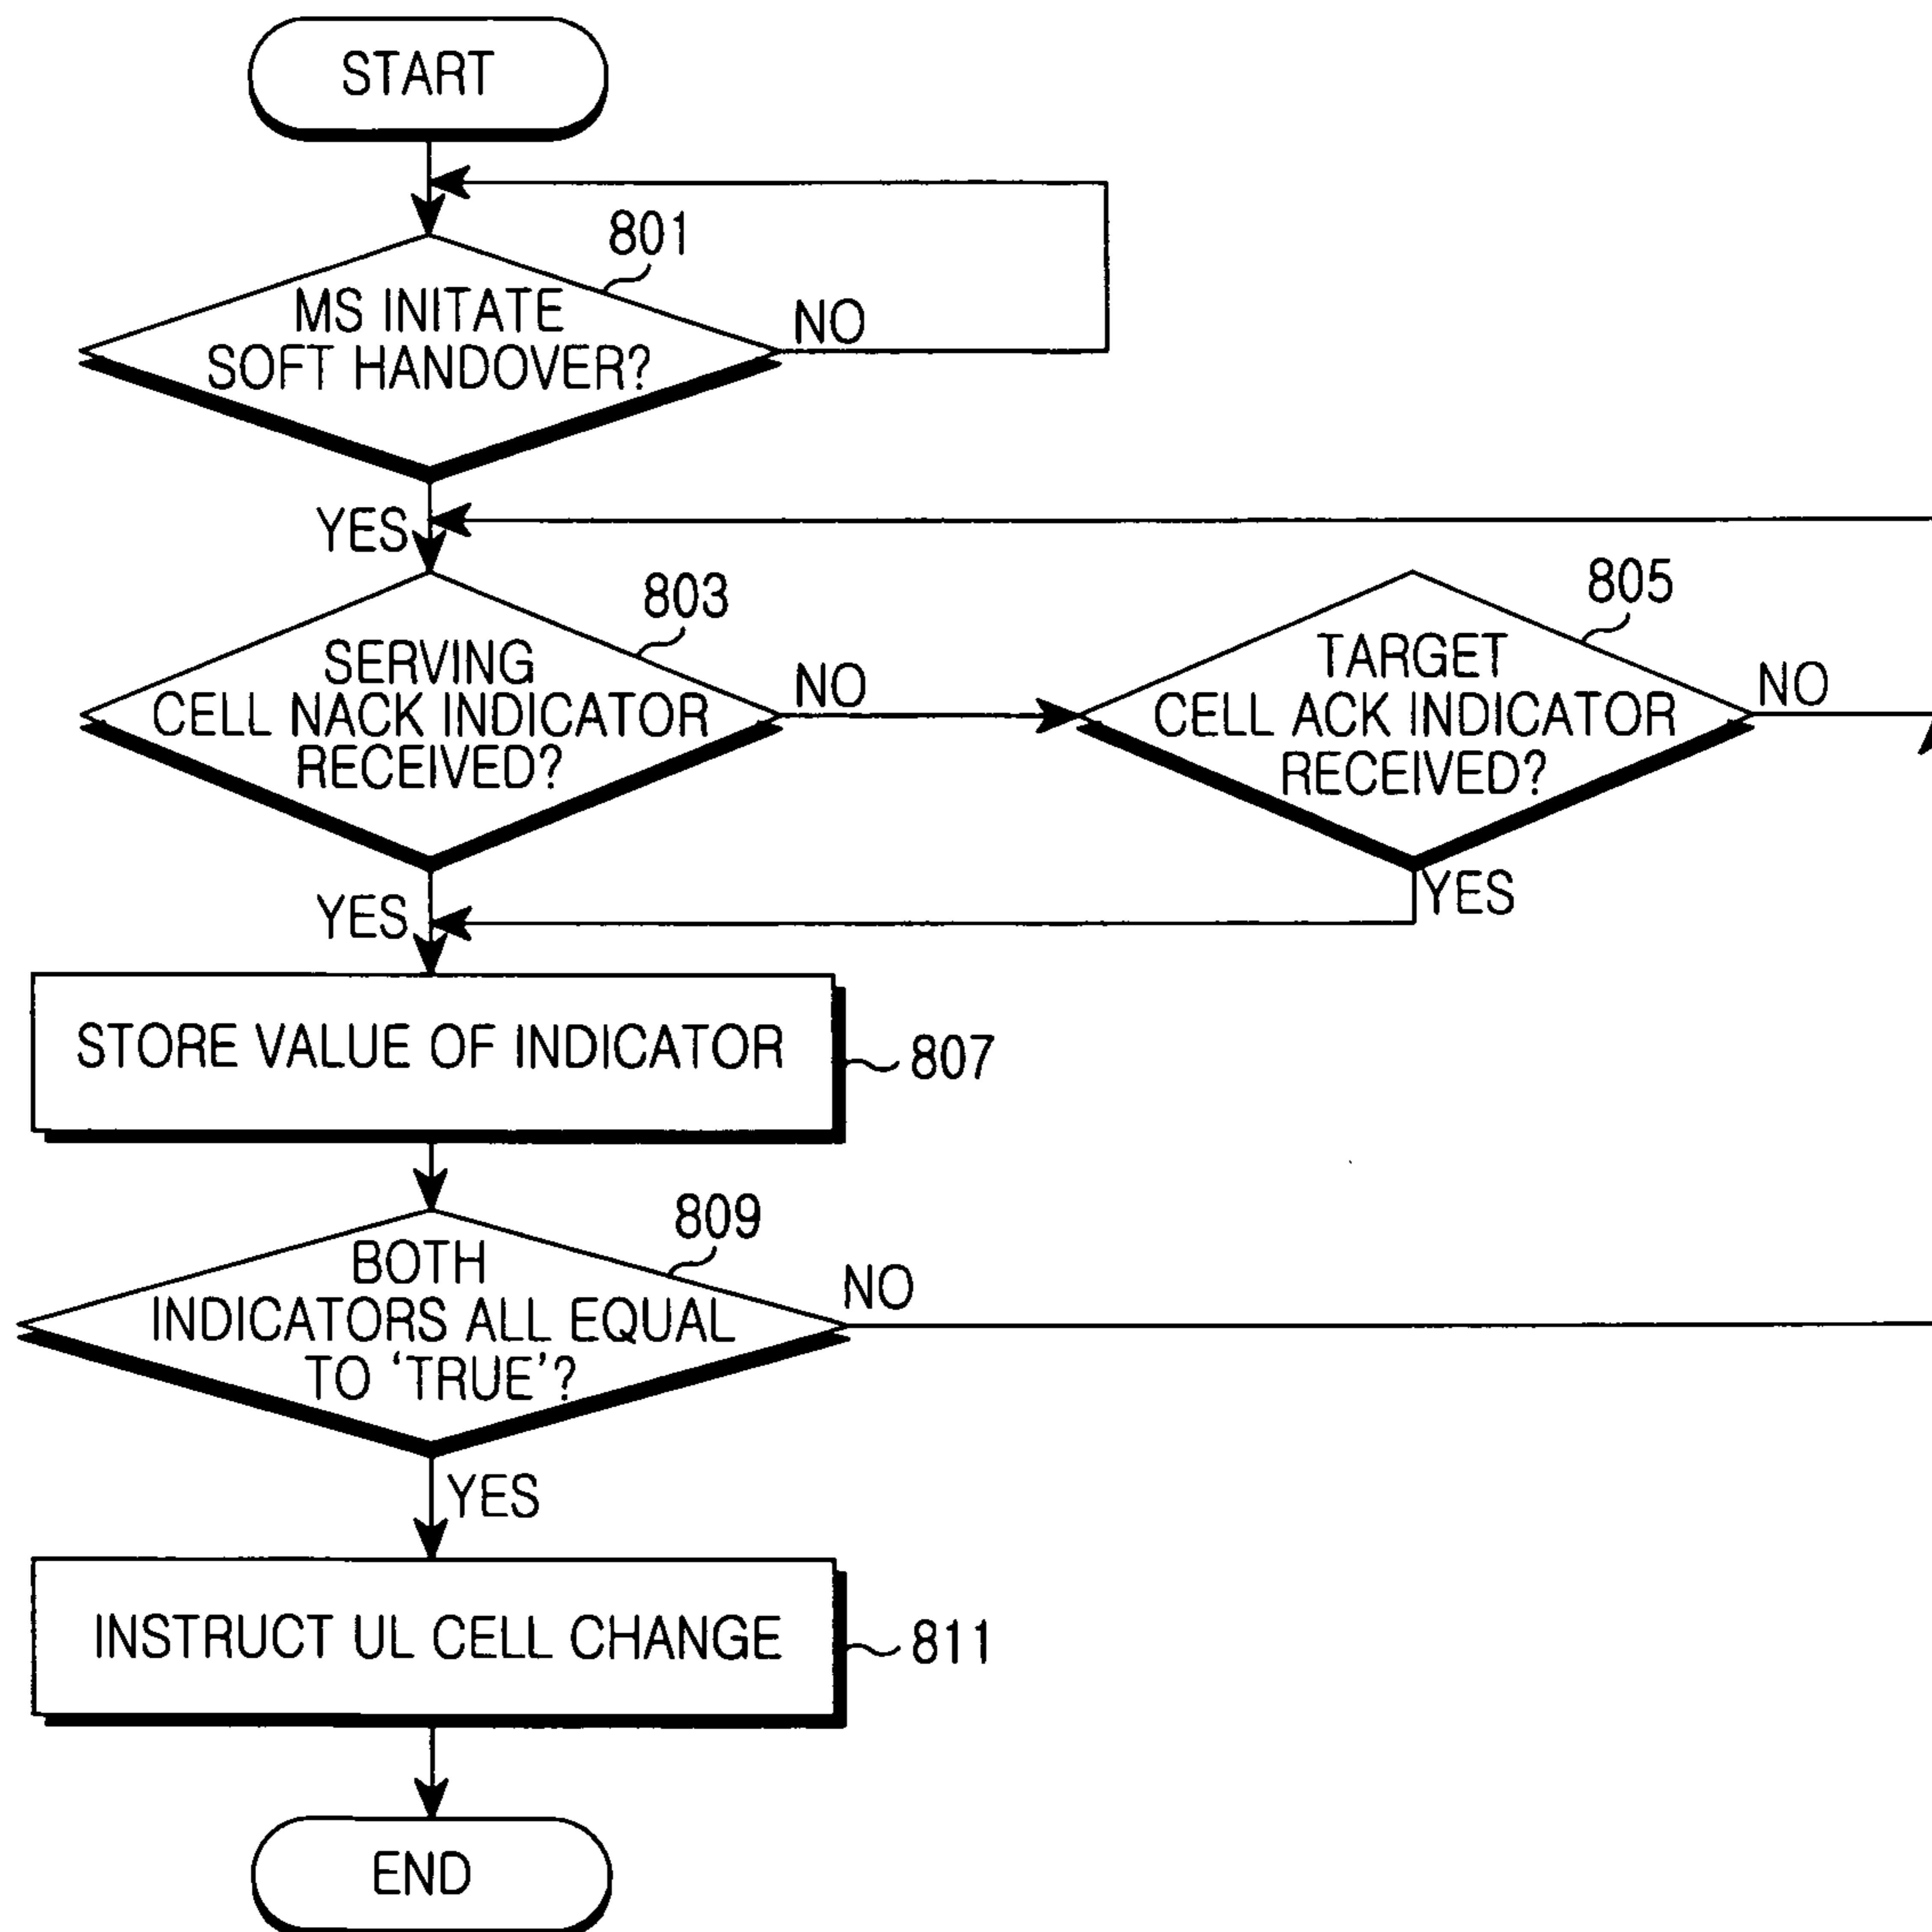 START
801
MS INITATE
SOFT HANDOVER?
NO
YES
803
SERVING
CELL NACK INDICATOR
RECEIVED?
NO
805
TARGET
CELL ACK INDICATOR
RECEIVED?
NO
YES
YES
STORE VALUE OF INDICATOR
807
809
BOTH
INDICATORS ALL EQUAL
TO ‘TRUE’?
NO
YES
INSTRUCT UL CELL CHANGE
811
END